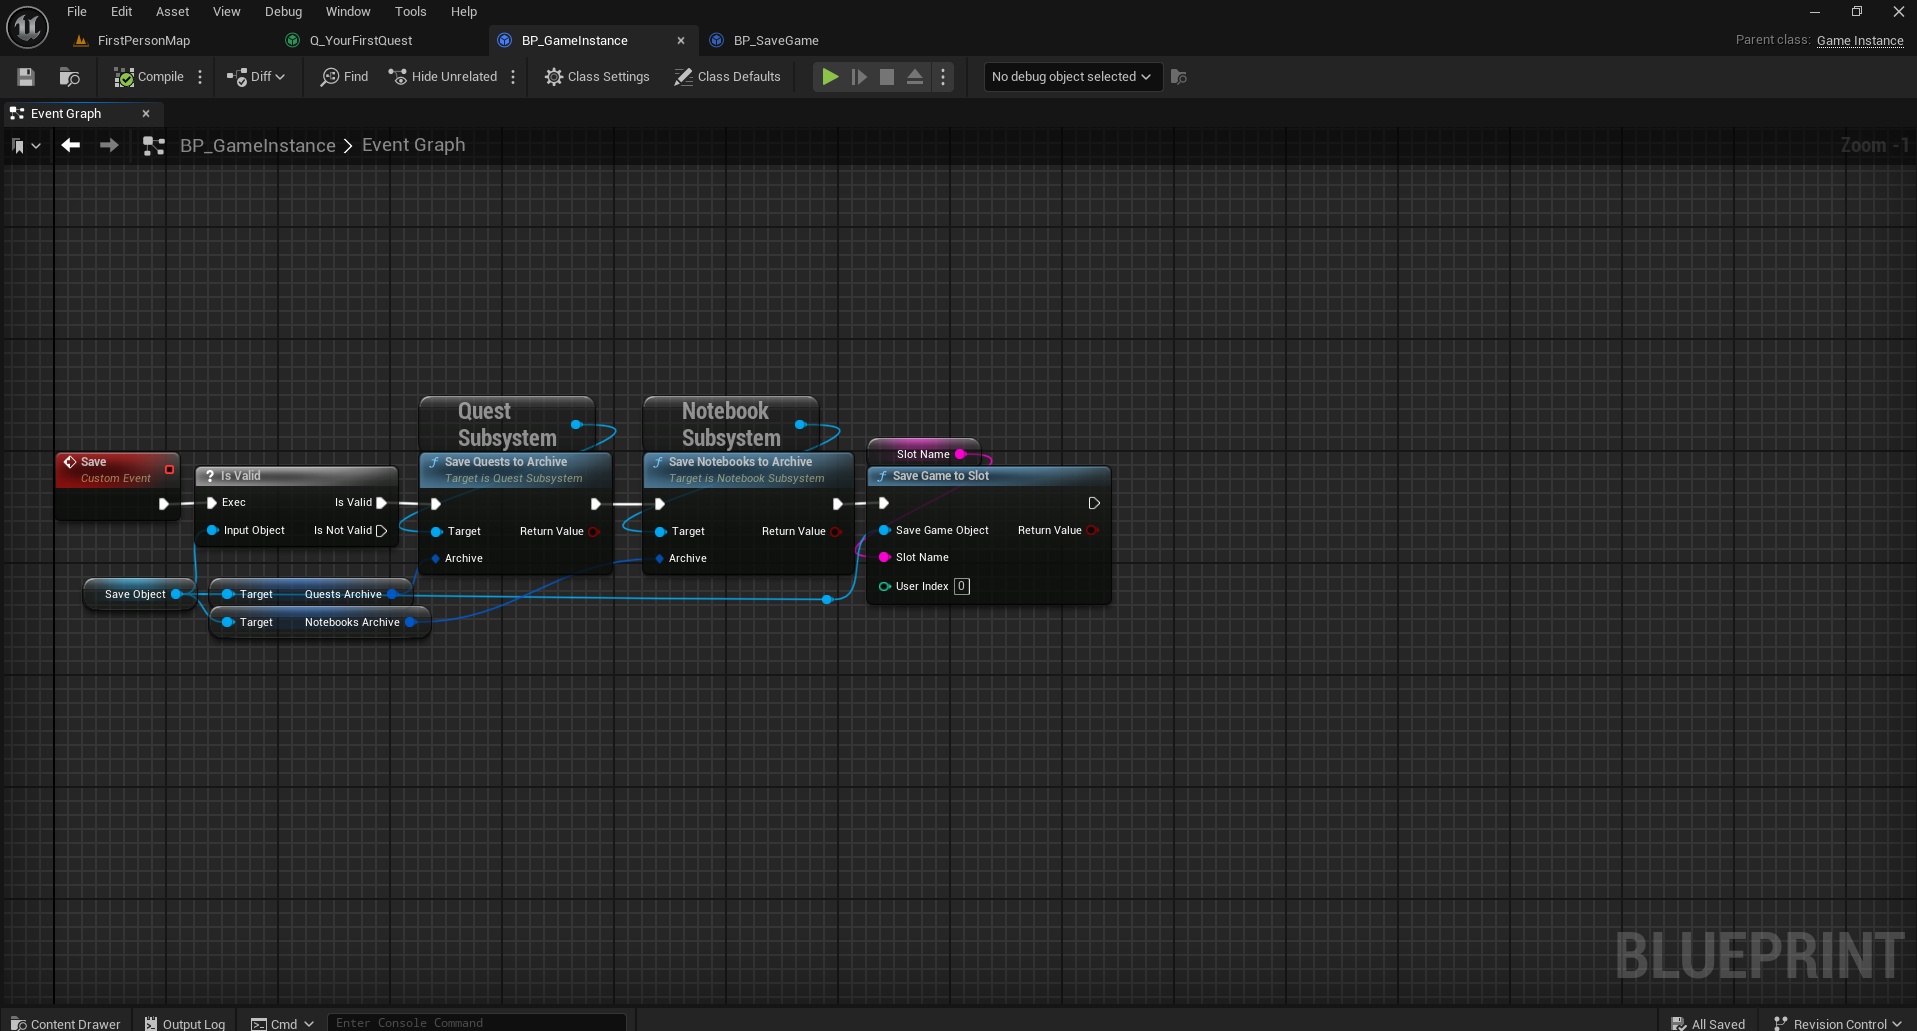 File Edit Asset View Debug Window Tools Help
FirstPersonMap Q_YourFirstQuest BP_GameInstance BP_SaveGame Parent class: Game Instance
Compile Diff Find Hide Unrelated Class Settings Class Defaults No debug object selected
Event Graph
BP_GameInstance > Event Graph Zoom -1
Quest
Subsystem
Notebook
Subsystem
Slot Name
Save
Custom Event
? Is Valid
Exec Is Valid
Input Object Is Not Valid
f Save Quests to Archive
Target is Quest Subsystem
Target Return Value
Archive
f Save Notebooks to Archive
Target is Notebook Subsystem
Target Return Value
Archive
f Save Game to Slot
Save Game Object Return Value
Slot Name
User Index 0
Save Object
Target Quests Archive
Target Notebooks Archive
BLUEPRINT
Content Drawer Output Log Cmd Enter Console Command All Saved Revision Control